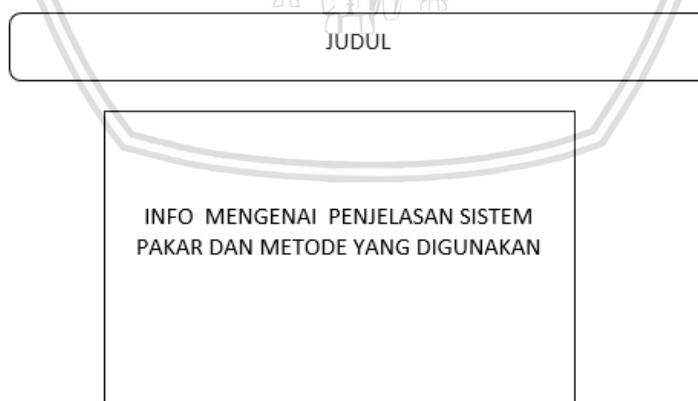 JUDUL
INFO MENGENAI PENJELASAN SISTEM
PAKAR DAN METODE YANG DIGUNAKAN